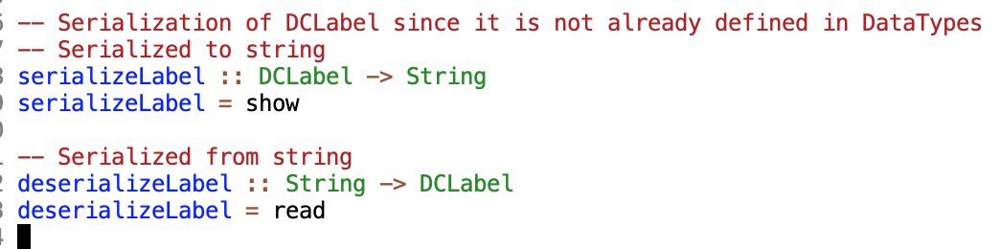 -- Serialization of DCLabel since it is not already defined in DataTypes
-- Serialized to string
serializeLabel :: DCLabel -> String
serializeLabel = show
-- Serialized from string
deserializeLabel :: String -> DCLabel
deserializeLabel = read